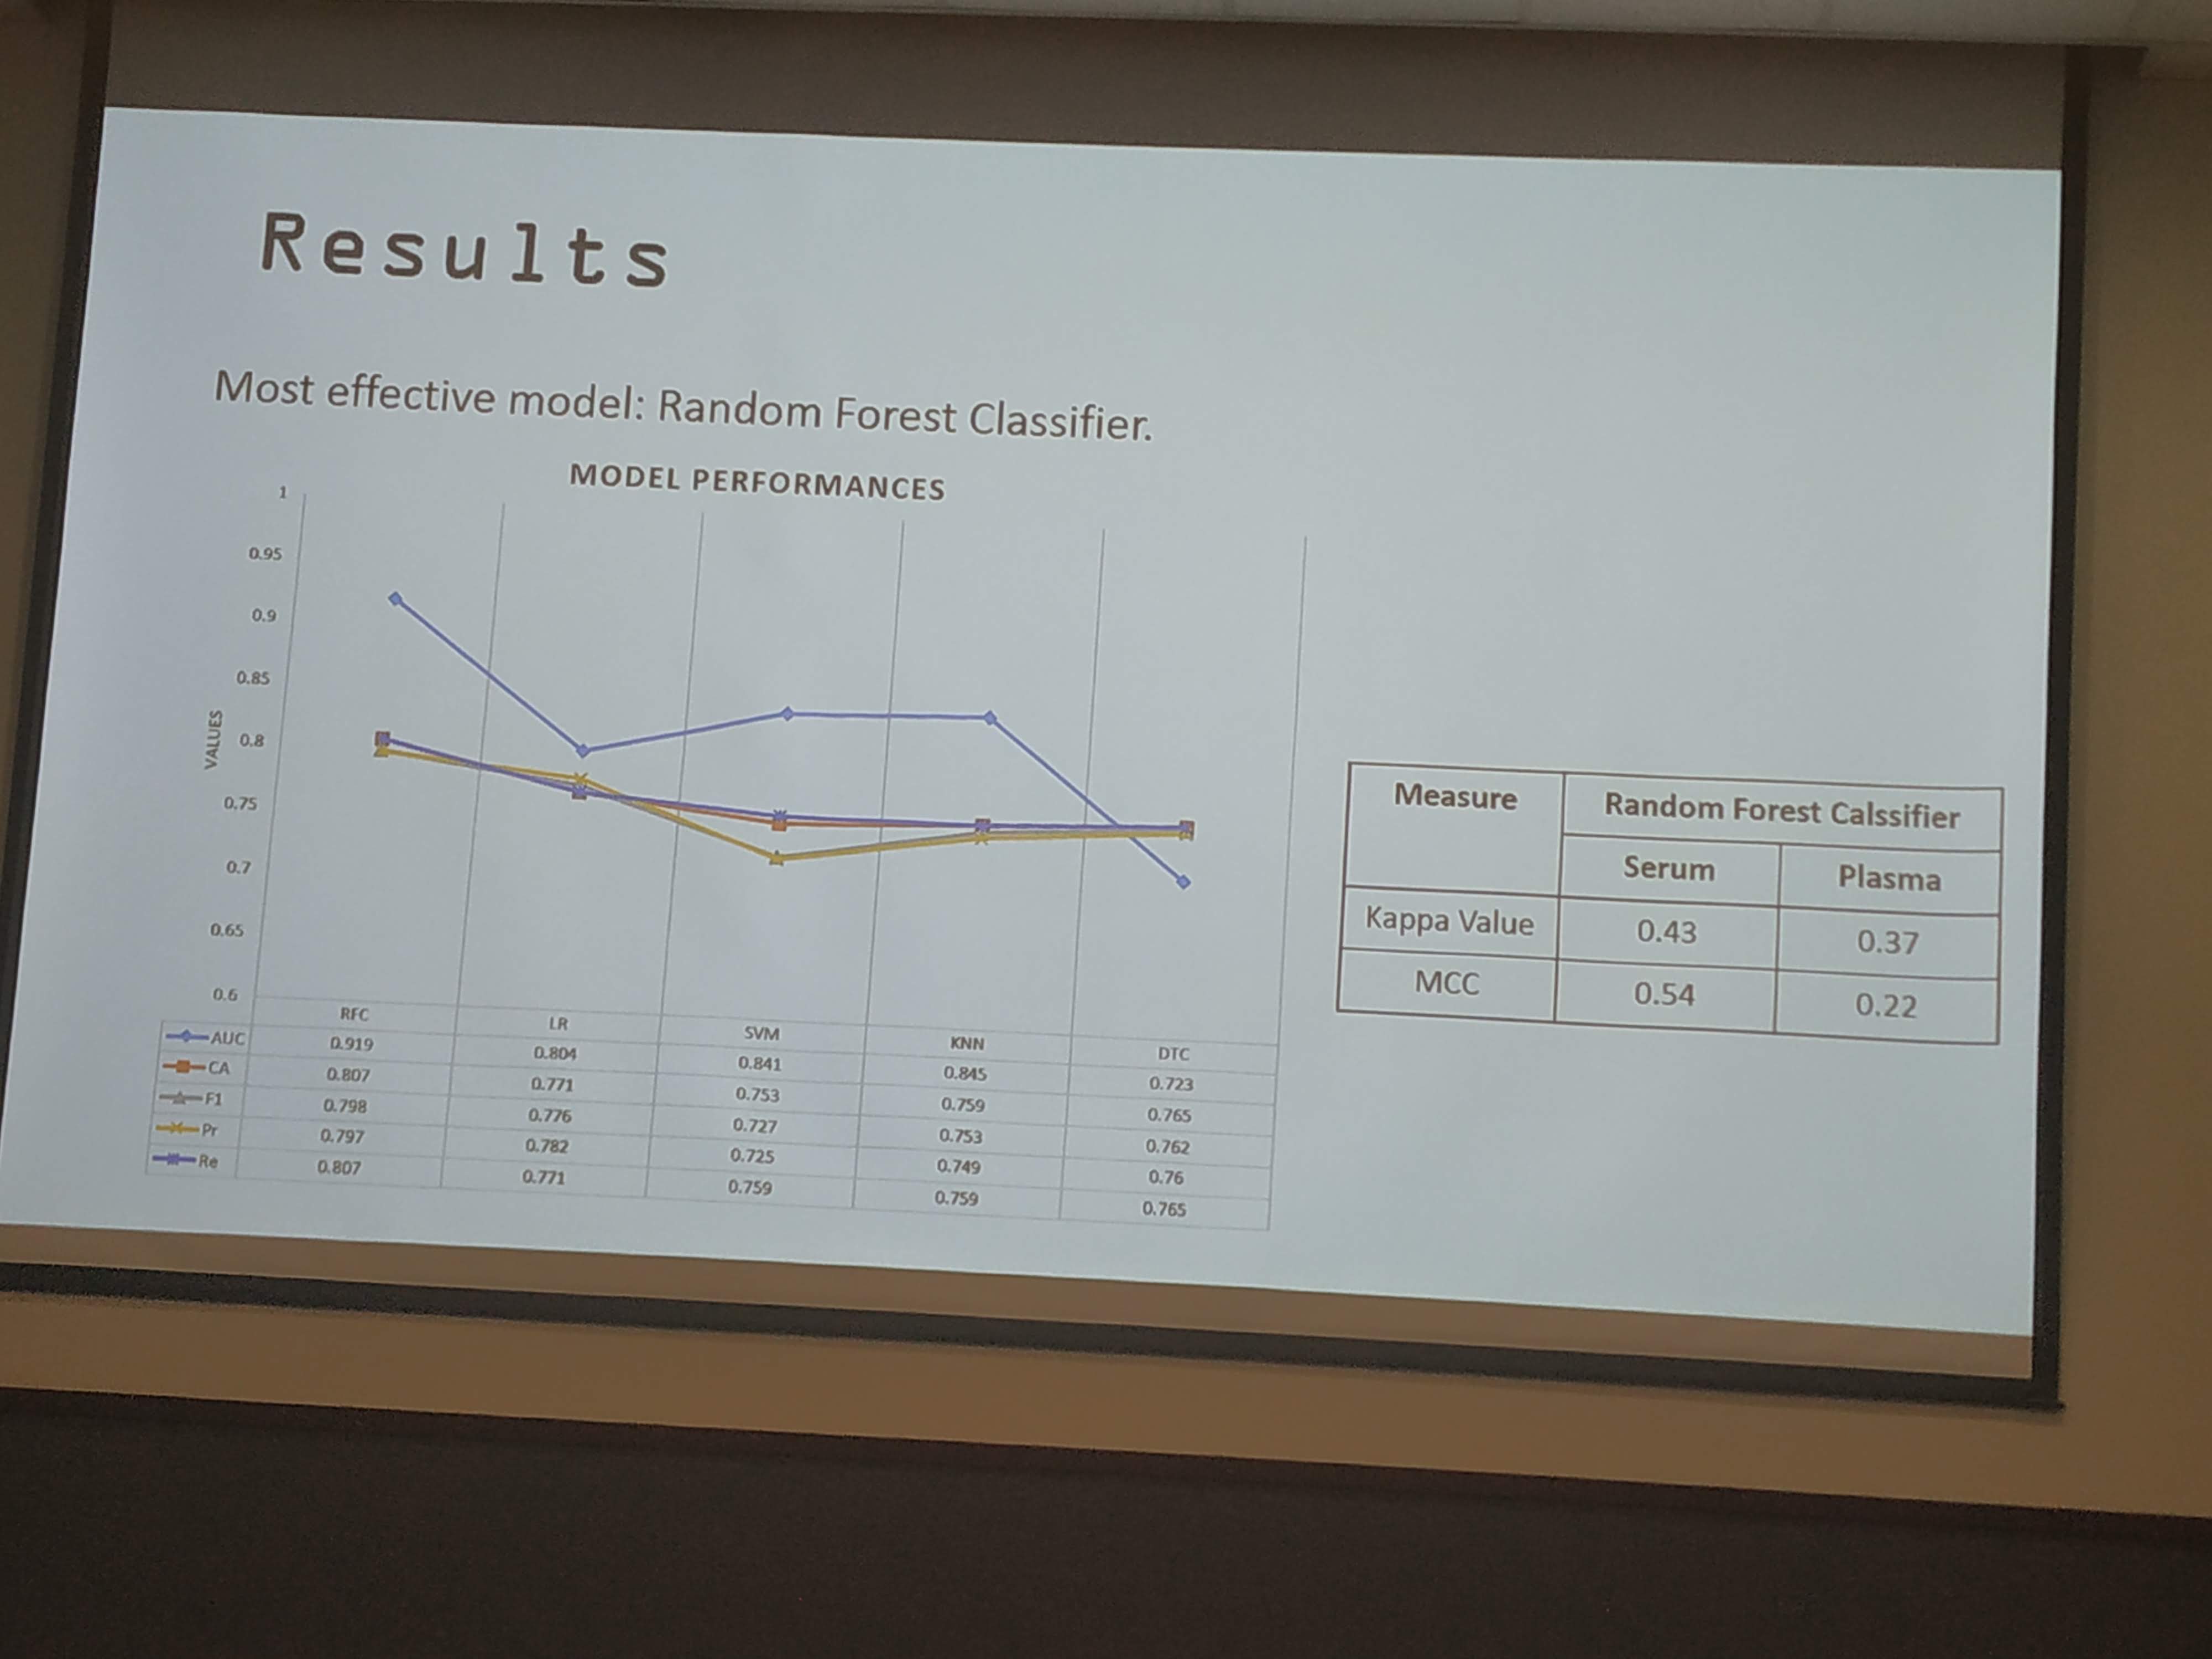 Results
Most effective model: Random Forest Classifier.
MODEL PERFORMANCES
1
0.95
0.9
0.85
0.8
0.75
0.7
0.65
0.6
VALUES
RFC LR SVM KNN DTC
AUC 0.919 0.804 0.841 0.845 0.723
CA 0.807 0.771 0.753 0.759 0.765
F1 0.798 0.776 0.727 0.753 0.762
Pr 0.797 0.782 0.725 0.749 0.76
Re 0.807 0.771 0.759 0.759 0.765
Measure Random Forest Calssifier
Serum Plasma
Kappa Value 0.43 0.37
MCC 0.54 0.22